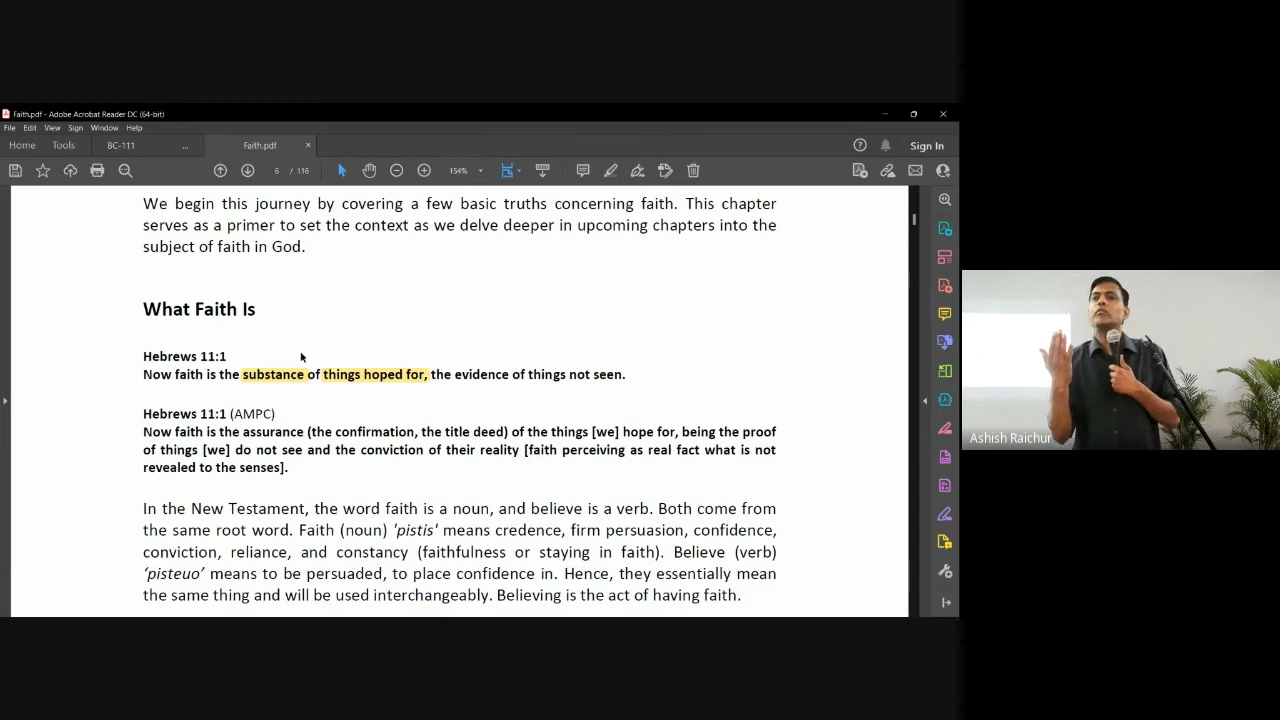 Faith.pdf - Adobe Acrobat Reader DC (64-bit)
File Edit View Sign Window Help
Home Tools BC-111 ... Faith.pdf × Sign In
6 / 116 154%
We begin this journey by covering a few basic truths concerning faith. This chapter
serves as a primer to set the context as we delve deeper in upcoming chapters into the
subject of faith in God.
What Faith Is
Hebrews 11:1
Now faith is the substance of things hoped for, the evidence of things not seen.
Hebrews 11:1 (AMPC)
Now faith is the assurance (the confirmation, the title deed) of the things [we] hope for, being the proof
of things [we] do not see and the conviction of their reality [faith perceiving as real fact what is not
revealed to the senses].
In the New Testament, the word faith is a noun, and believe is a verb. Both come from
the same root word. Faith (noun) 'pistis' means credence, firm persuasion, confidence,
conviction, reliance, and constancy (faithfulness or staying in faith). Believe (verb)
‘pisteuo’ means to be persuaded, to place confidence in. Hence, they essentially mean
the same thing and will be used interchangeably. Believing is the act of having faith.
Ashish Raichur